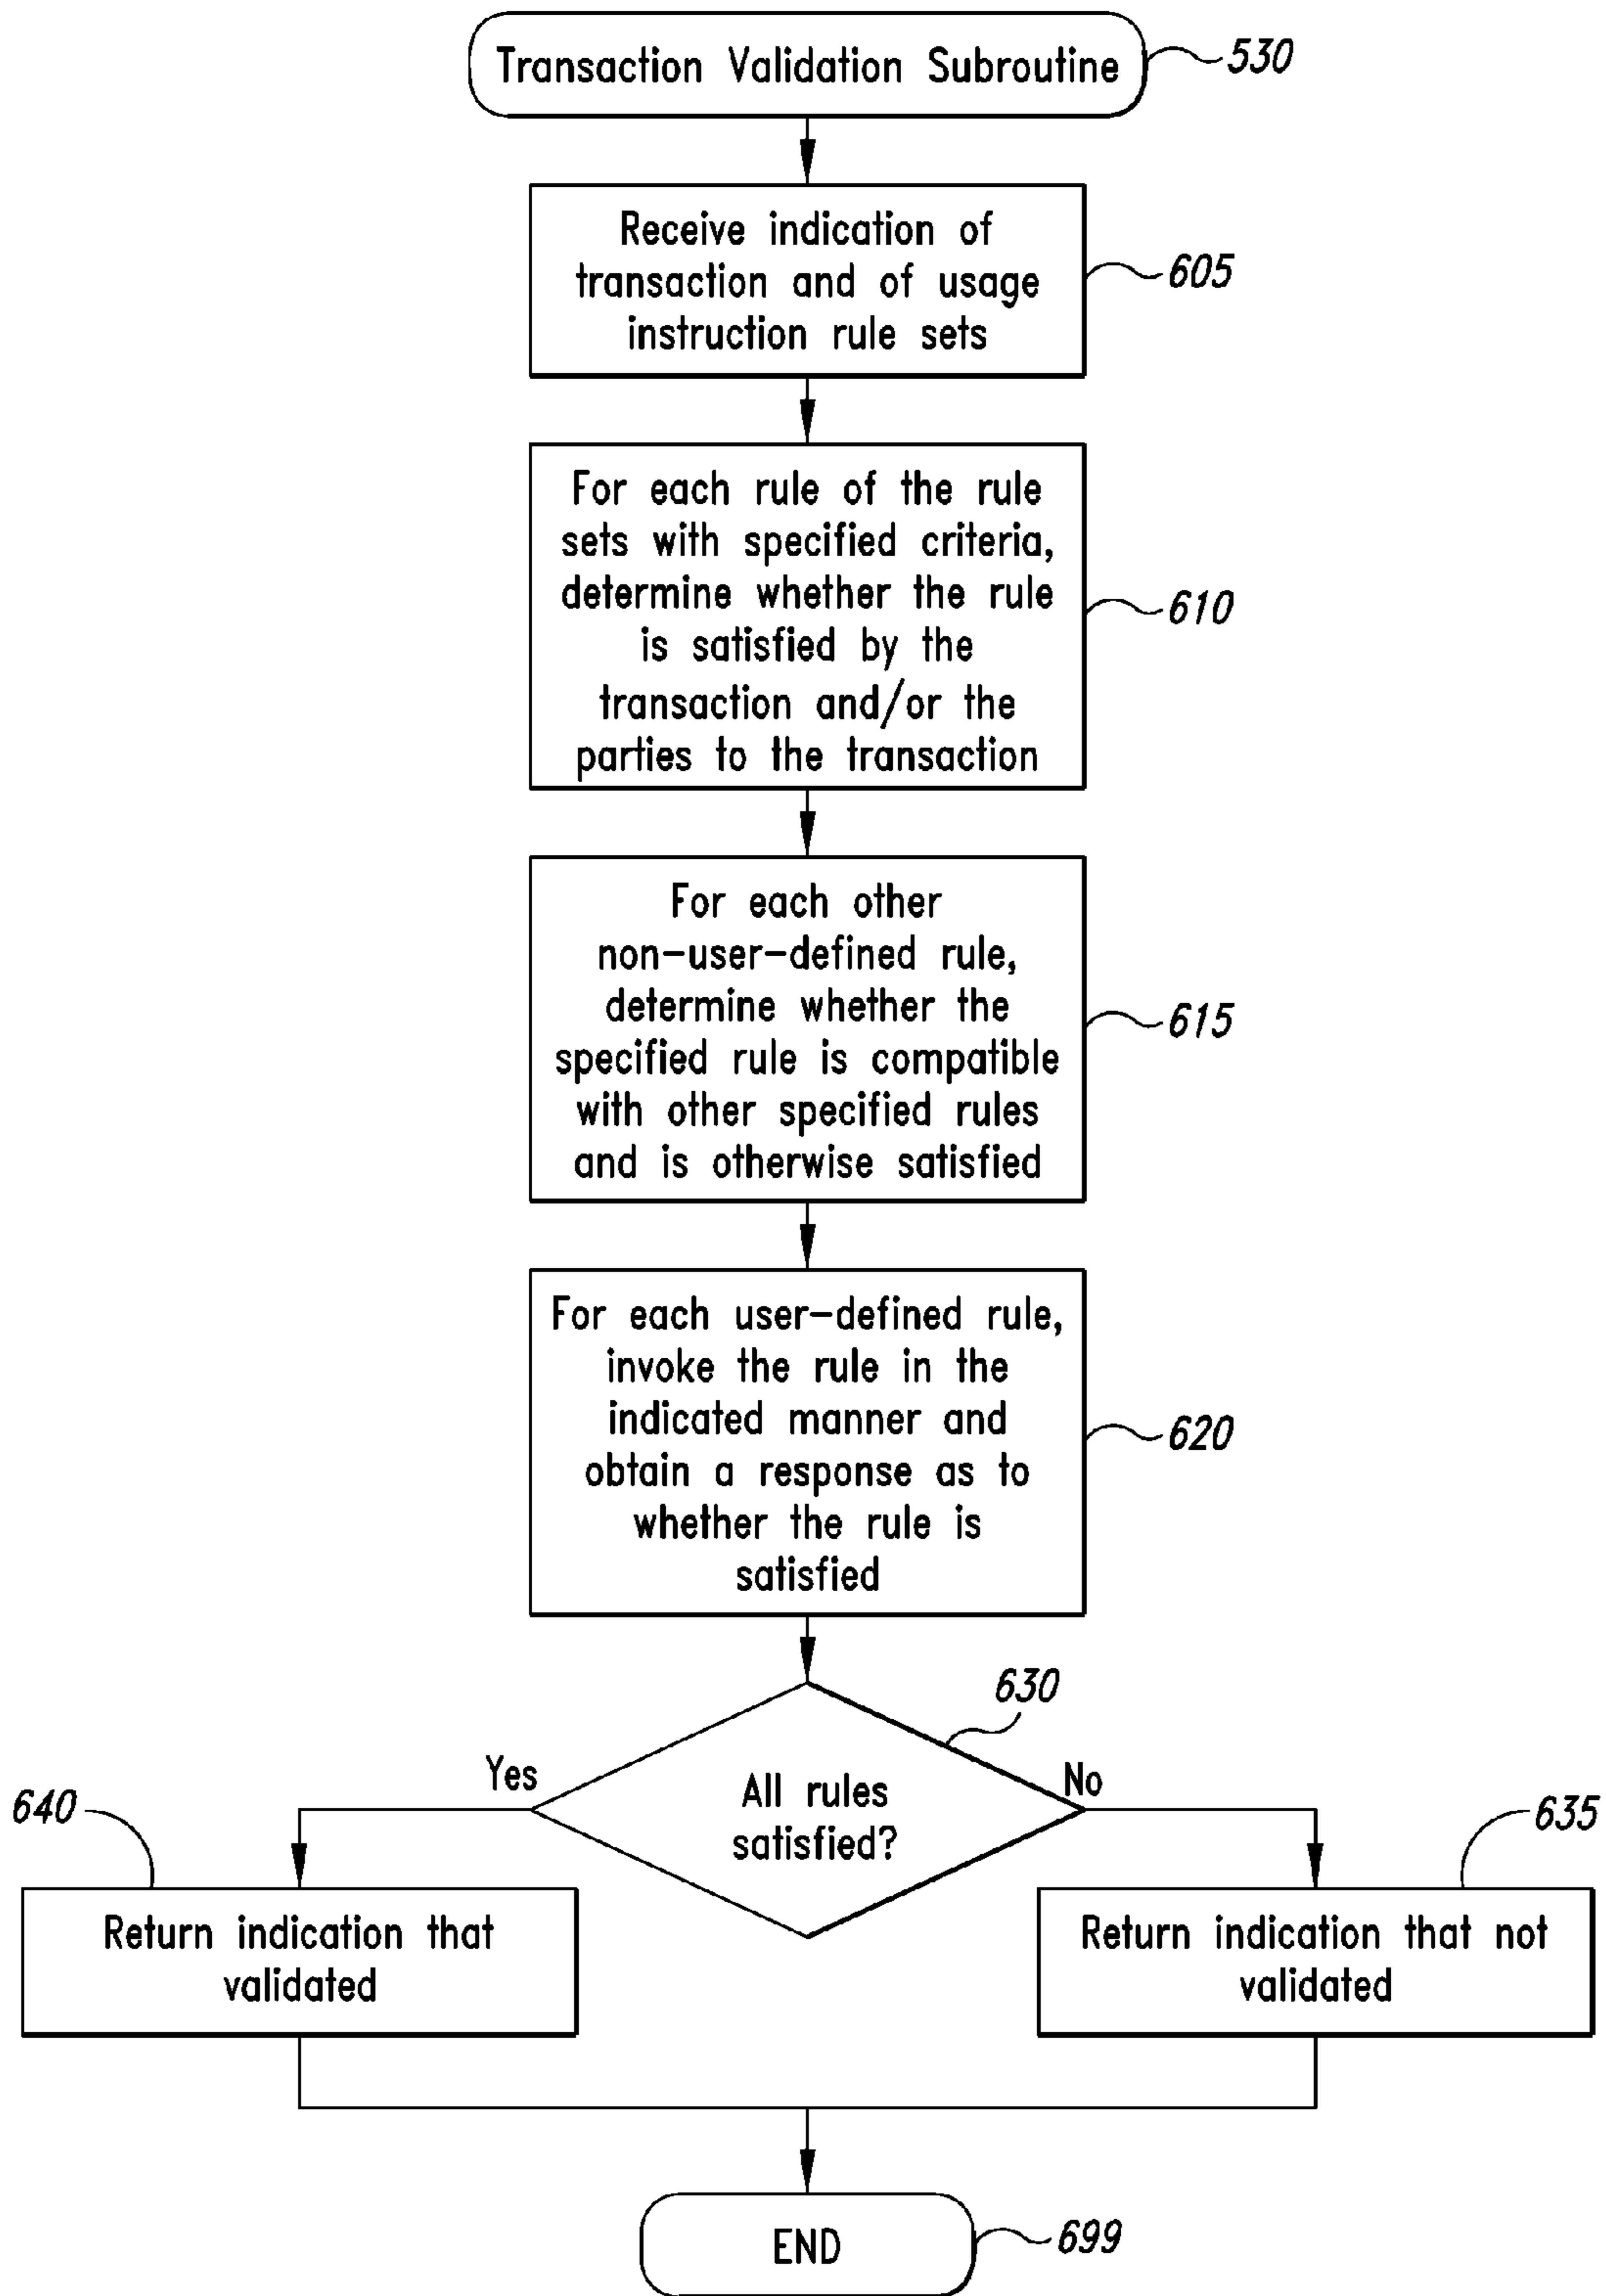 Transaction Validation Subroutine
530
Receive indication of
transaction and of usage
instruction rule sets
605
For each rule of the rule
sets with specified criteria,
determine whether the rule
is satisfied by the
transaction and/or the
parties to the transaction
610
For each other
non-user-defined rule,
determine whether the
specified rule is compatible
with other specified rules
and is otherwise satisfied
615
For each user-defined rule,
invoke the rule in the
indicated manner and
obtain a response as to
whether the rule is
satisfied
620
630
Yes
No
All rules
satisfied?
640
635
Return indication that
validated
Return indication that not
validated
END
699